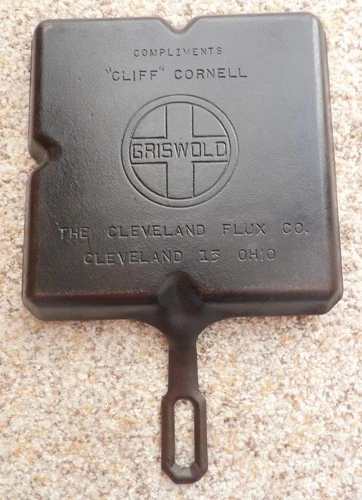 COMPLIMENTS
"CLIFF" CORNELL
GRISWOLD
THE CLEVELAND FLUX CO.
CLEVELAND 13 OHIO